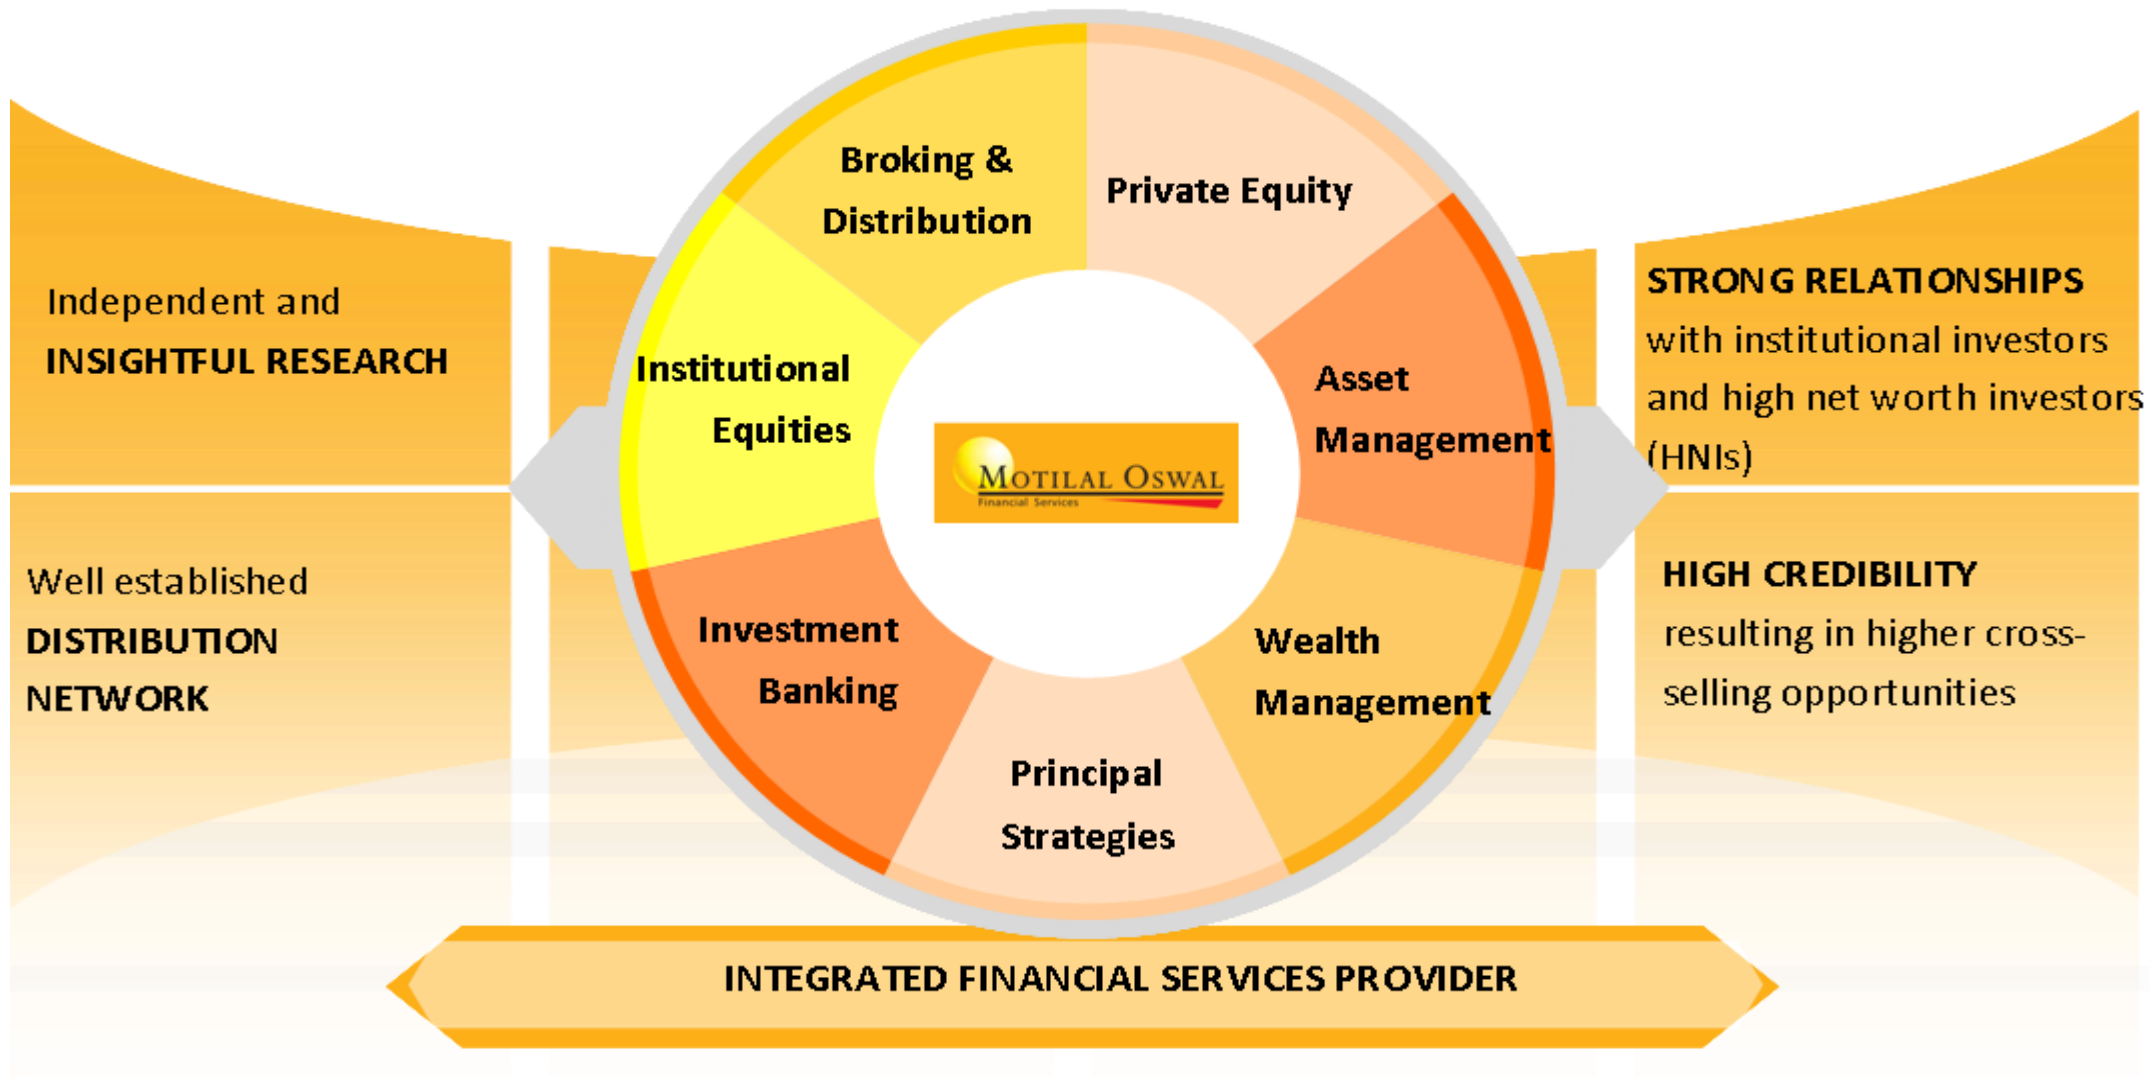 Independent and
INSIGHTFUL RESEARCH
Well established
DISTRIBUTION
NETWORK
Broking &
Distribution
Private Equity
Institutional
Equities
Asset
Management
MOTILAL OSWAL
Financial Services
Investment
Banking
Wealth
Management
Principal
Strategies
STRONG RELATIONSHIPS
with institutional investors
and high net worth investors
(HNIs)
HIGH CREDIBILITY
resulting in higher cross-
selling opportunities
INTEGRATED FINANCIAL SERVICES PROVIDER